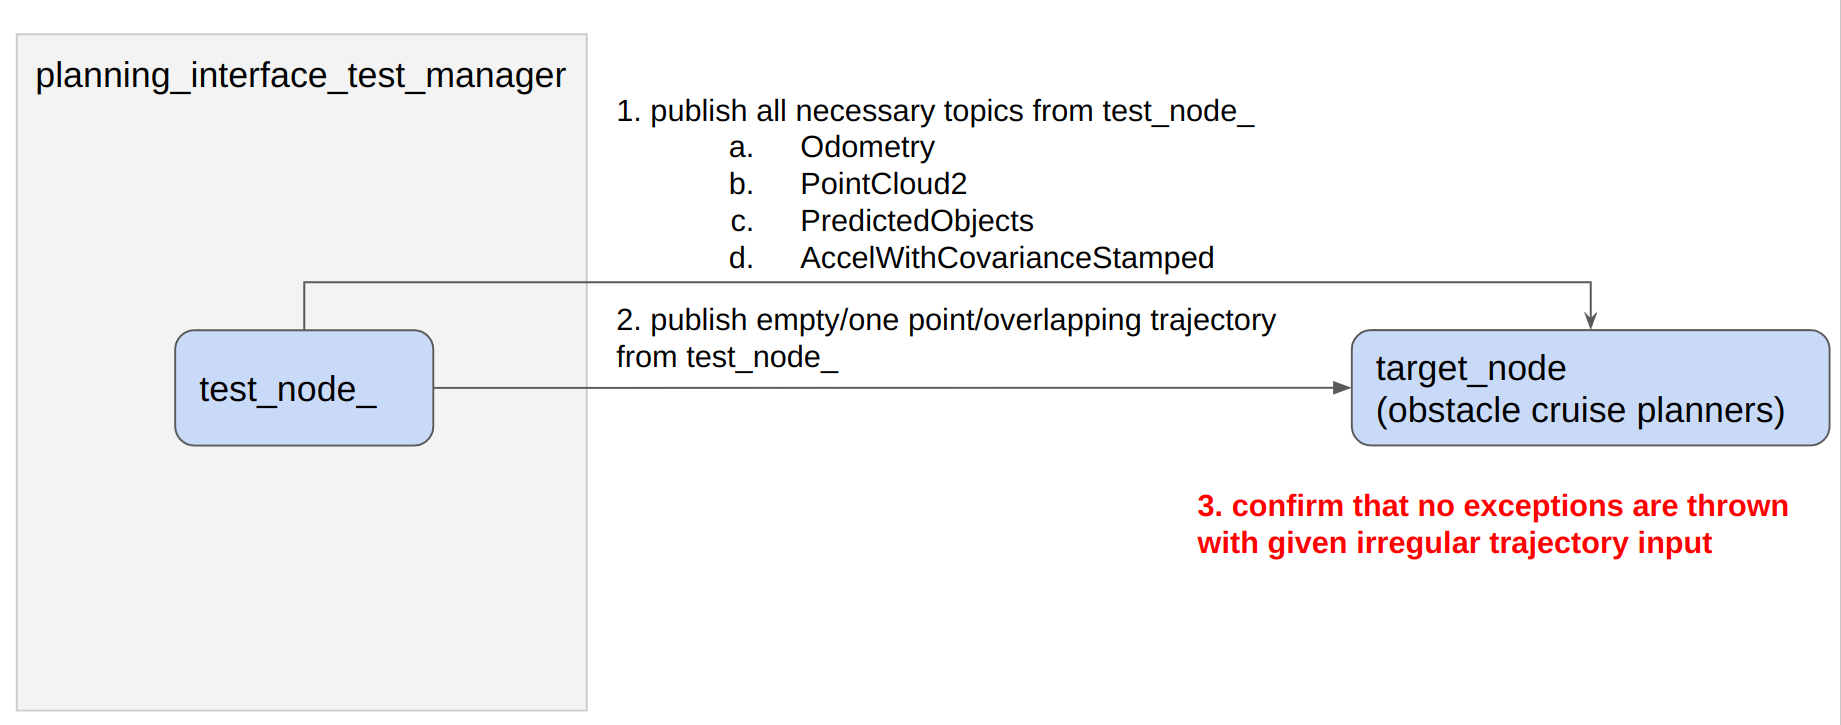 planning_interface_test_manager
1. publish all necessary topics from test_node_
a. Odometry
b. PointCloud2
c. PredictedObjects
d. AccelWithCovarianceStamped
2. publish empty/one point/overlapping trajectory
from test_node_
test_node_
target_node
(obstacle cruise planners)
3. confirm that no exceptions are thrown
with given irregular trajectory input